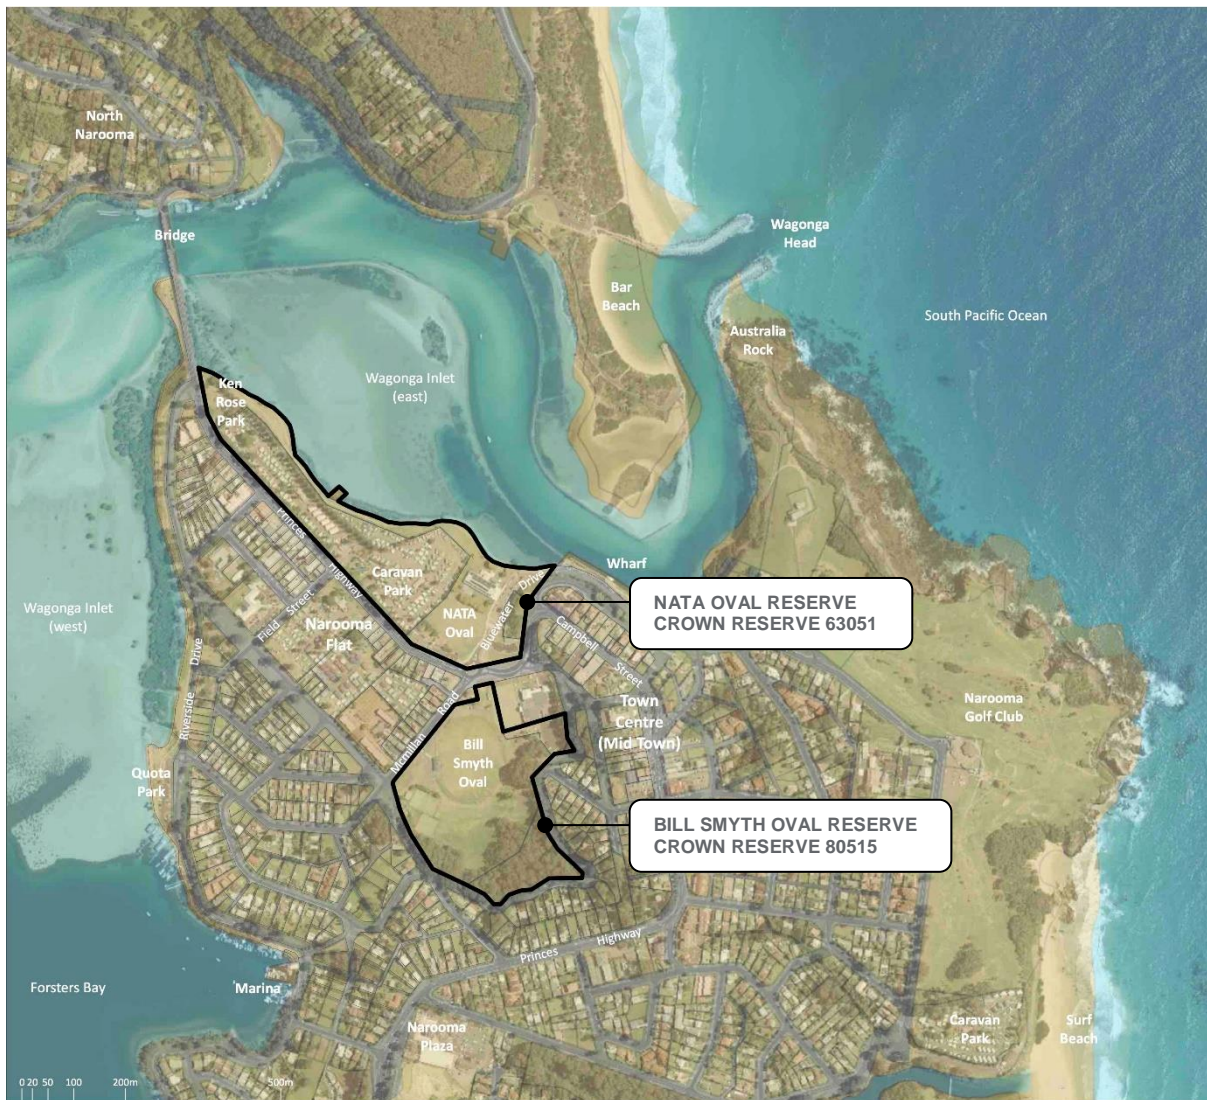 North
Narooma
Bridge
Wagonga
Head
Bar
Beach
South Pacific Ocean
Australia
Rock
Ken
Rose
Park
Wagonga Inlet
(east)
Princes
Highway
Caravan
Park
Wharf
NATA OVAL RESERVE
CROWN RESERVE 63051
Wagonga Inlet
(west)
Field Street
Narooma
Flat
NATA
Oval
Bluewater Drive
Campbell Street
Riverside Drive
Mcmillan Road
Town
Centre
(Mid Town)
Narooma
Golf Club
Bill
Smyth
Oval
Quota
Park
BILL SMYTH OVAL RESERVE
CROWN RESERVE 80515
Princes Highway
Forsters Bay
Marina
Narooma
Plaza
Caravan
Park
Surf
Beach
0 20 50 100 200m 500m